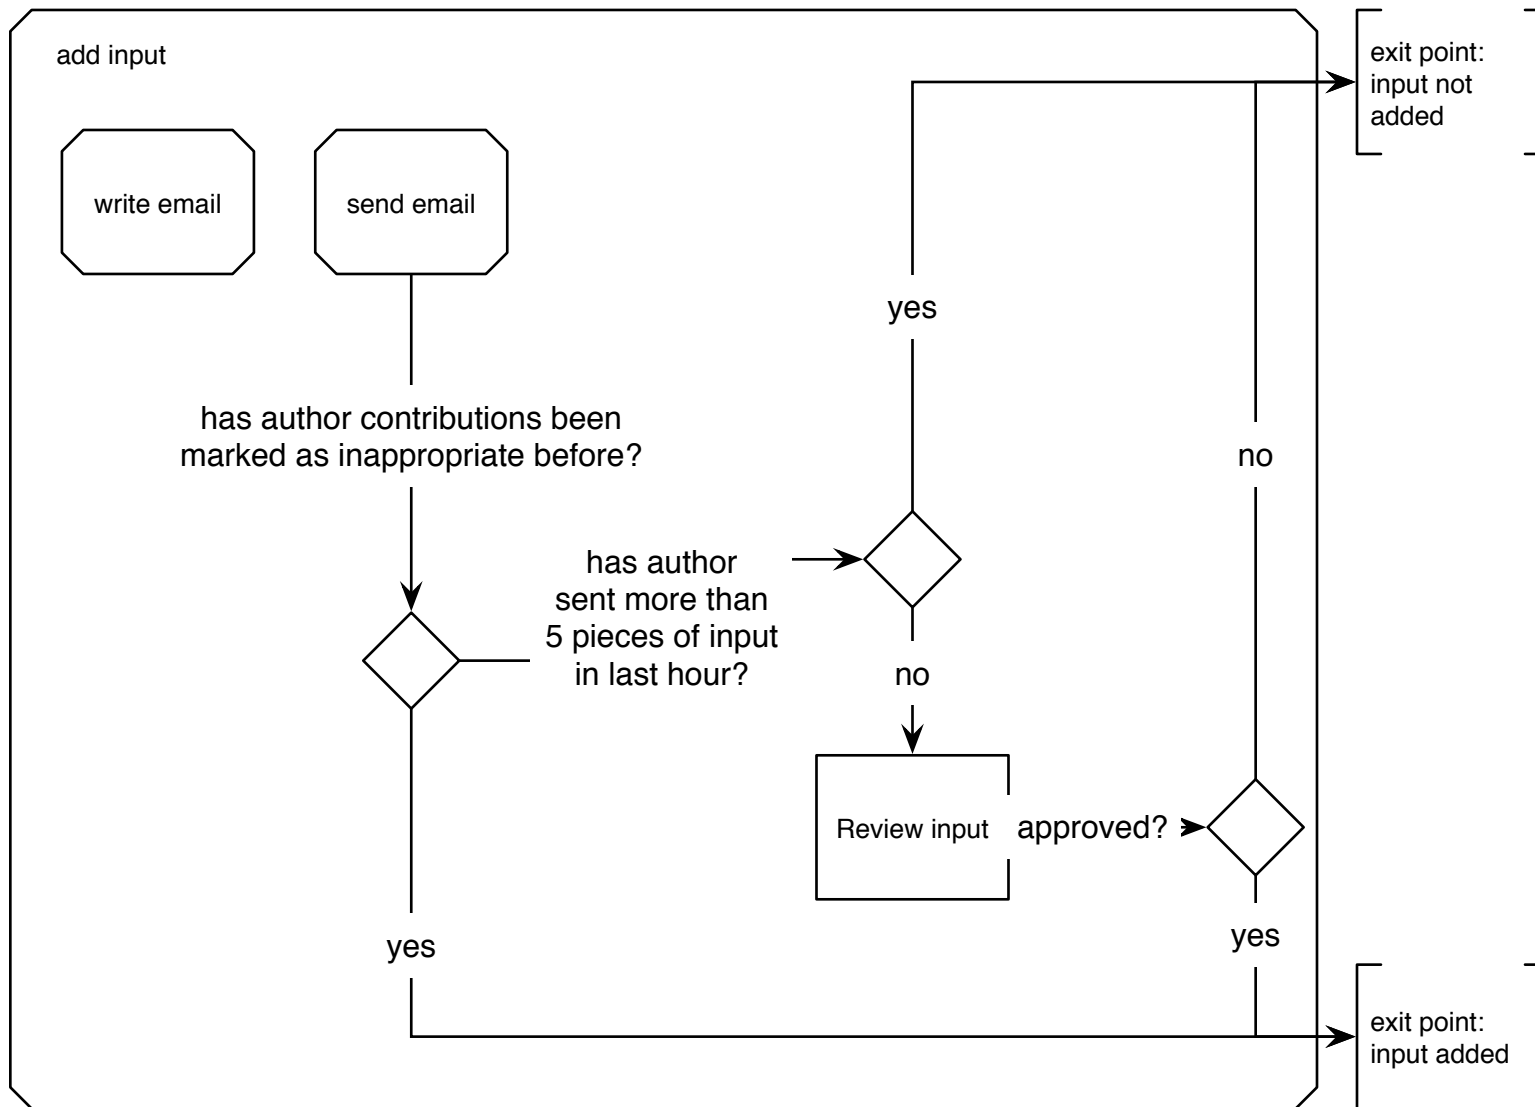 add input
exit point:
input not
added
write email
send email
yes
has author contributions been
marked as inappropriate before?
no
has author
sent more than
5 pieces of input
in last hour?
no
Review input
approved?
yes
yes
exit point:
input added